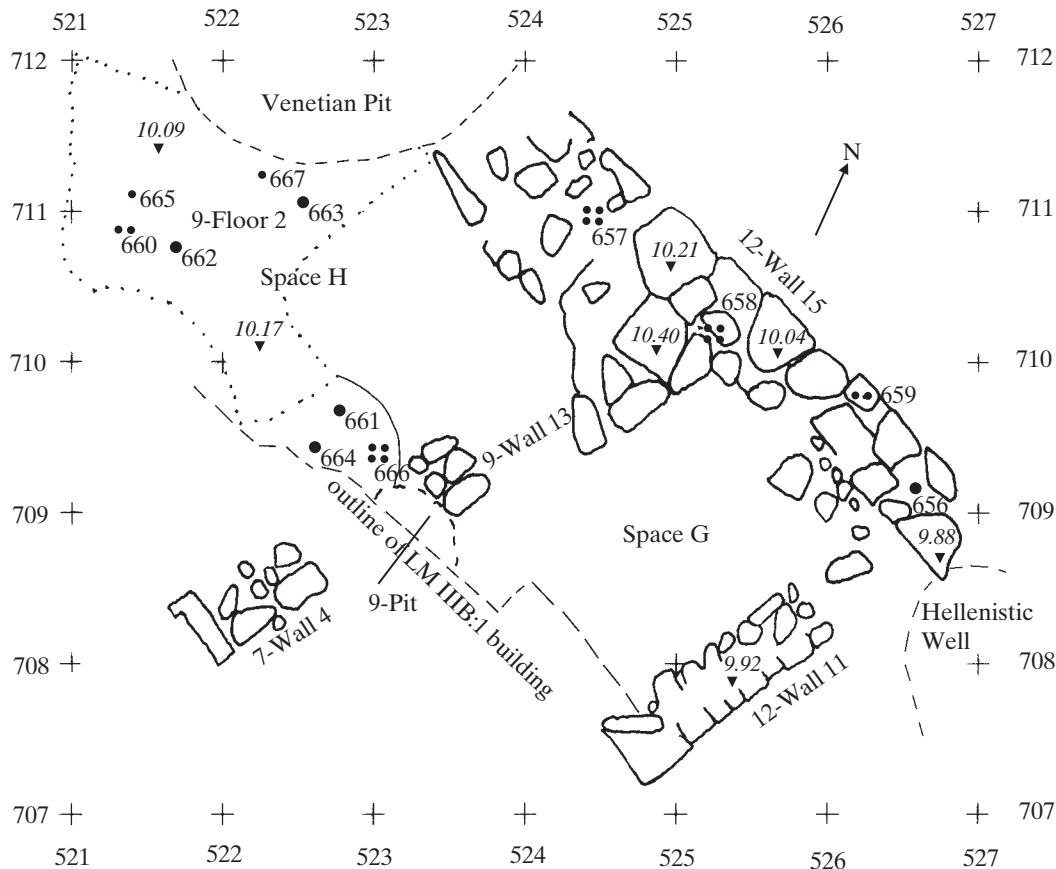 521 522 523 524 525 526 527
712 712
Venetian Pit
10.09
N
667
665
9-Floor 2
663
711 711
660
662
657
10.21
12-Wall 15
Space H
658
10.17
10.40
10.04
710 710
659
661
9-Wall 13
664
666
656
709 709
outline of LM IIIB:1 building
Space G
9.88
9-Pit
Hellenistic
Well
7-Wall 4
708 708
9.92
12-Wall 11
707 707
521 522 523 524 525 526 527